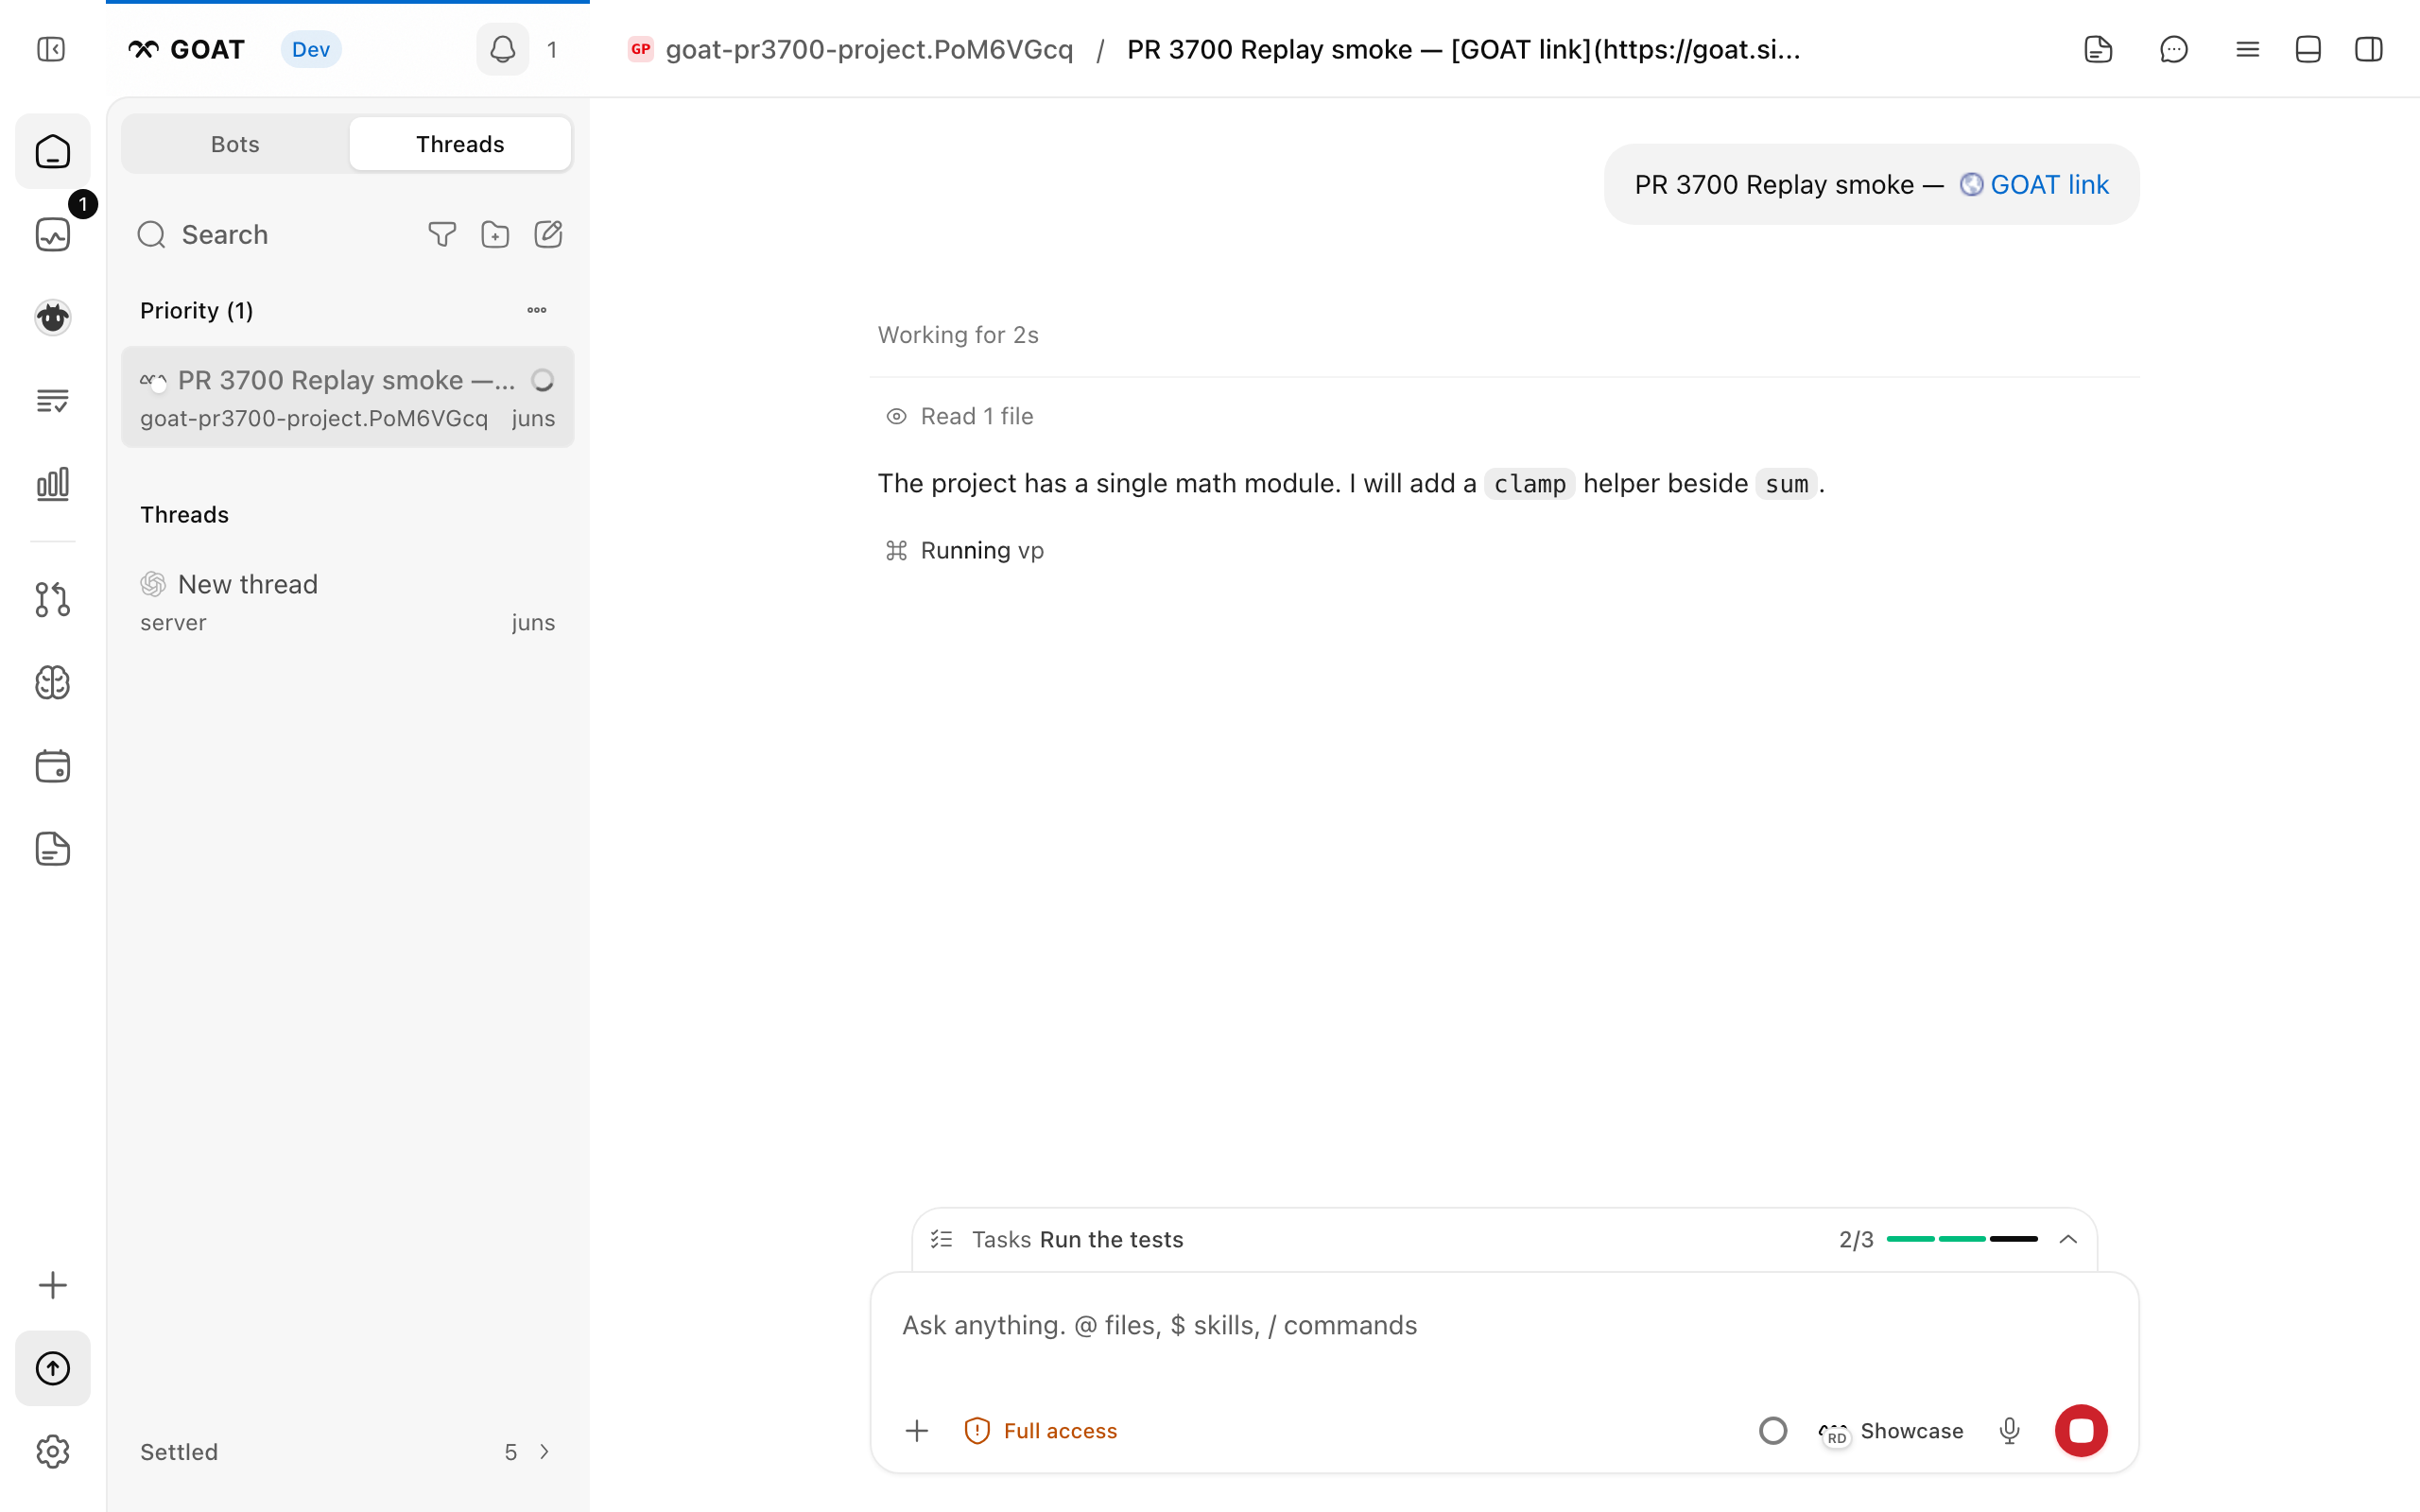 GOAT
Dev
1
GP
goat-pr3700-project.PoM6VGcq / PR 3700 Replay smoke — [GOAT link](https://goat.si...
1
Bots
Threads
Search
Priority (1)
PR 3700 Replay smoke —...
goat-pr3700-project.PoM6VGcq
juns
Threads
New thread
server
juns
Settled
5
PR 3700 Replay smoke — GOAT link
Working for 2s
Read 1 file
The project has a single math module. I will add a clamp helper beside sum.
Running vp
Tasks Run the tests
2/3
Ask anything. @ files, $ skills, / commands
Full access
RD
Showcase